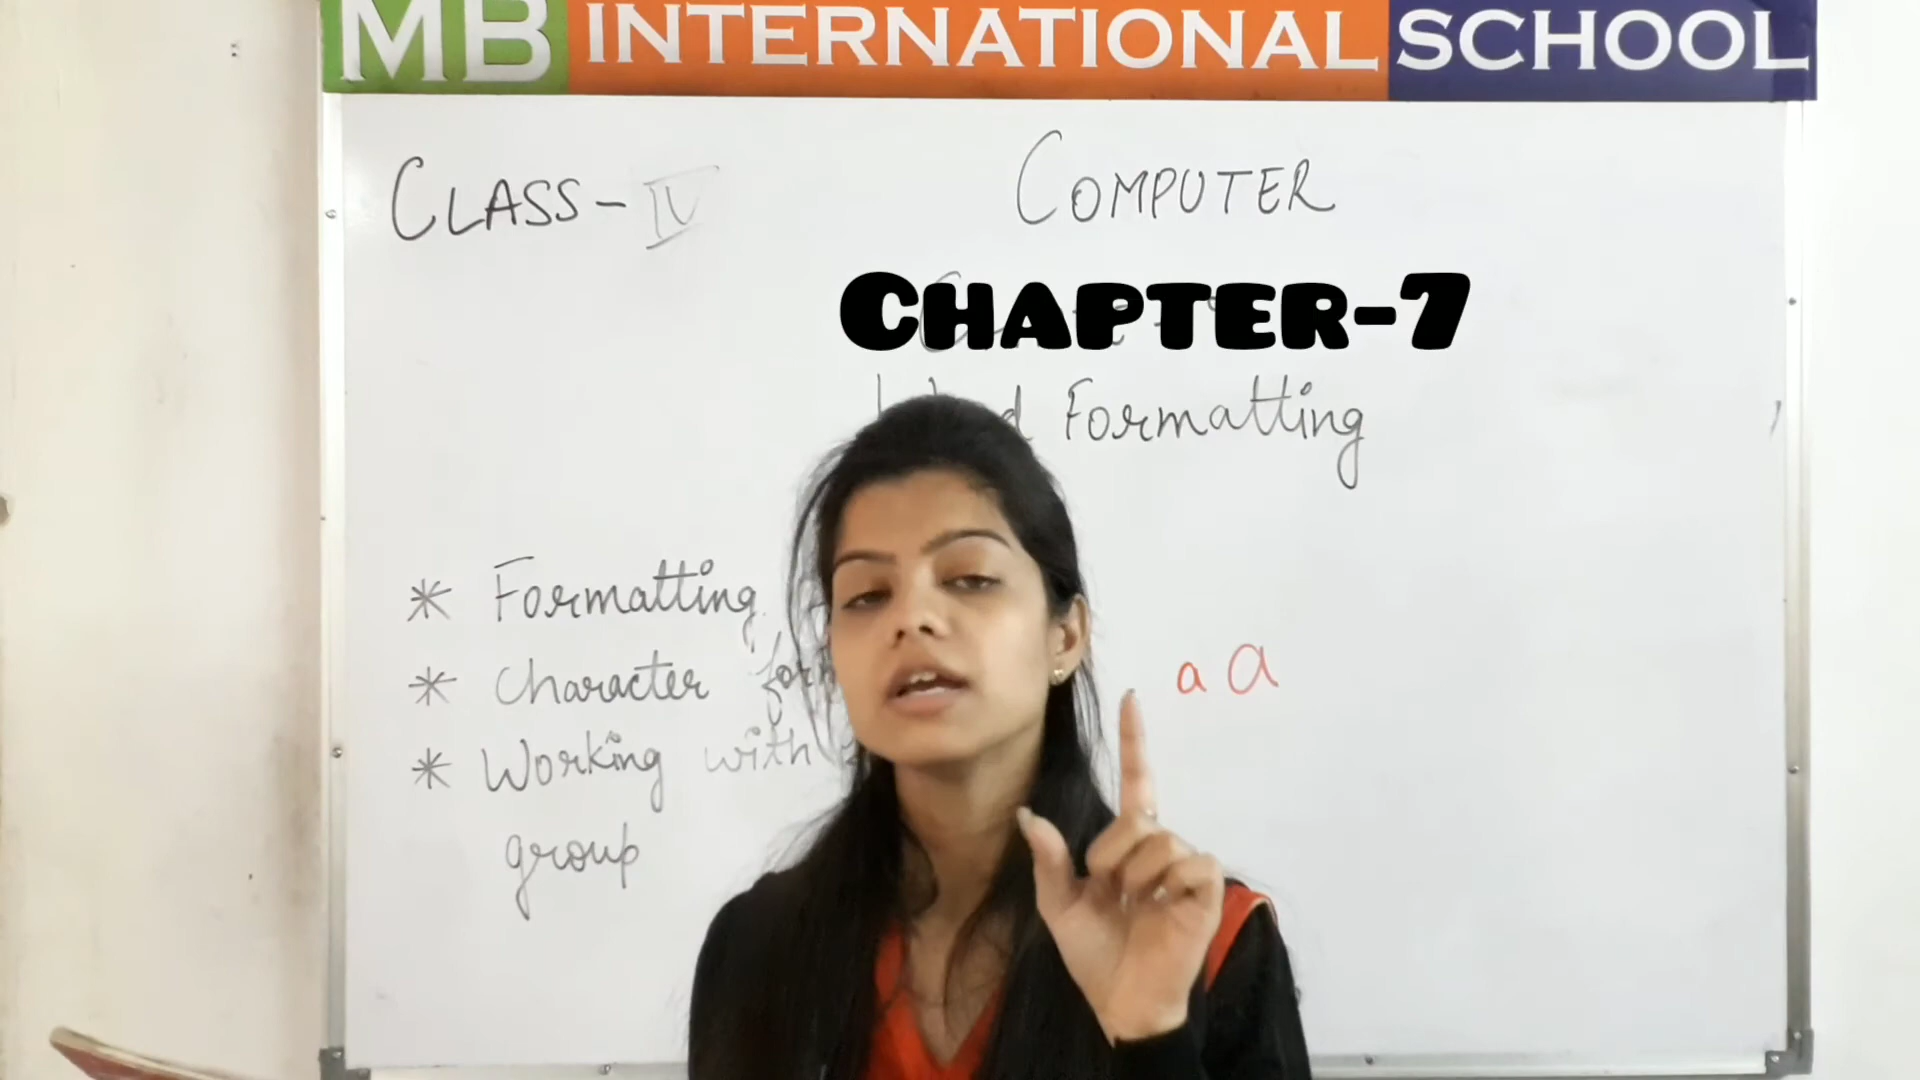 MB INTERNATIONAL SCHOOL
CLASS - IV
COMPUTER
CHAPTER-7
Formatting
* Formatting
* Character
a a
* Working with
group